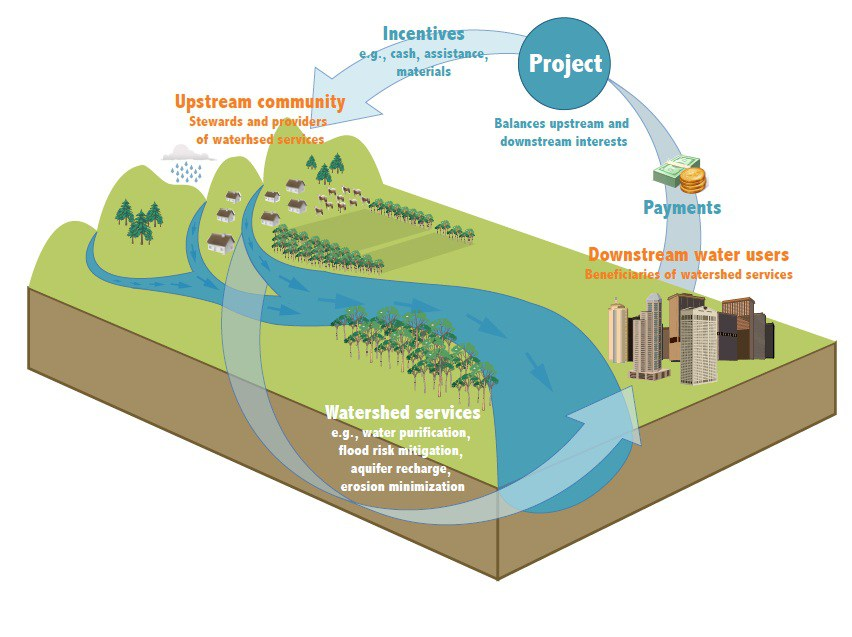 Incentives
e.g., cash, assistance,
materials
Project
Balances upstream and
downstream interests
Upstream community
Stewards and providers
of waterhsed services
Payments
Downstream water users
Beneficiaries of watershed services
Watershed services
e.g., water purification,
flood risk mitigation,
aquifer recharge,
erosion minimization